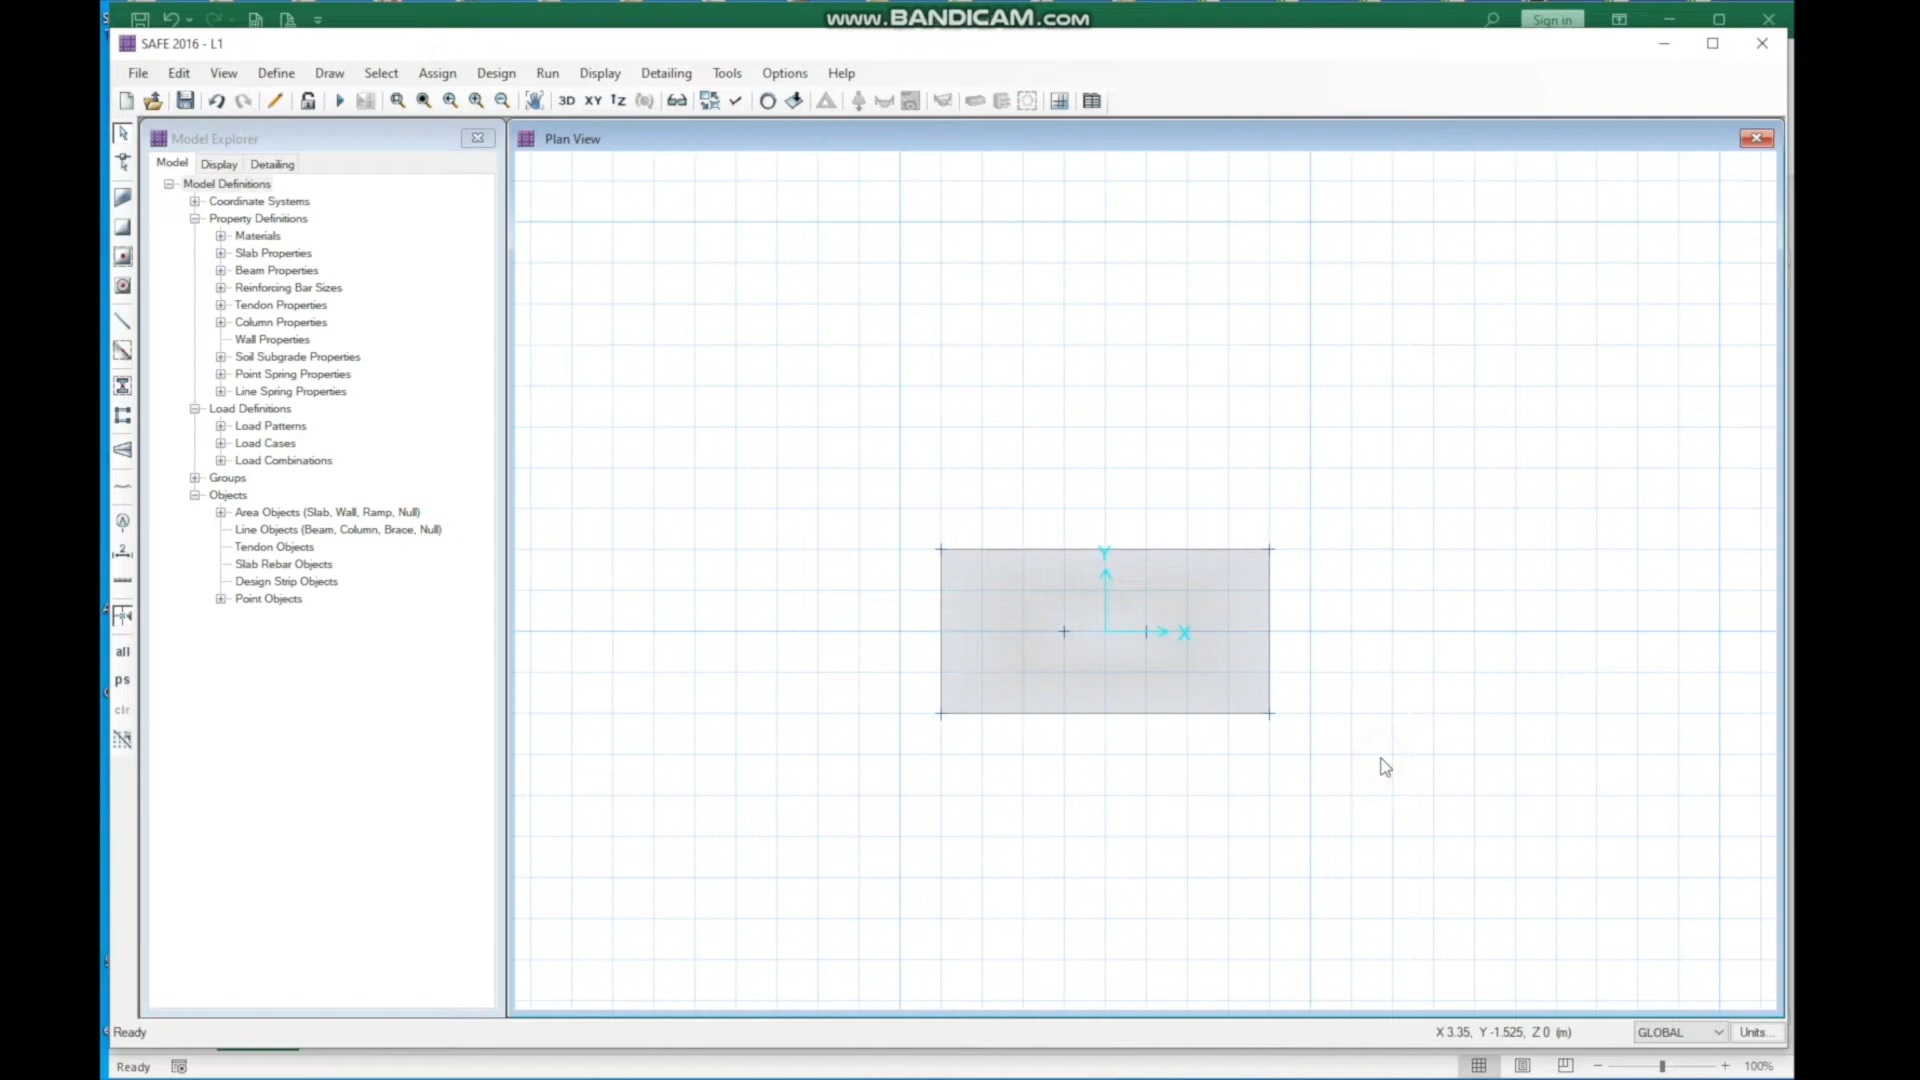 www.BANDICAM.com
Sign in
SAFE 2016 - L1
File Edit View Define Draw Select Assign Design Run Display Detailing Tools Options Help
3D XY
Model Explorer
Plan View
Model Display Detailing
Model Definitions
Coordinate Systems
Property Definitions
Materials
Slab Properties
Beam Properties
Reinforcing Bar Sizes
Tendon Properties
Column Properties
Wall Properties
Soil Subgrade Properties
Point Spring Properties
Line Spring Properties
Load Definitions
Load Patterns
Load Cases
Load Combinations
Groups
Objects
Area Objects (Slab, Wall, Ramp, Null)
Line Objects (Beam, Column, Brace, Null)
Tendon Objects
Slab Rebar Objects
Design Strip Objects
Point Objects
all
ps
clr
Y
X
Ready
X 3.35, Y -1.525, Z 0 (m)
GLOBAL
Units...
Ready
100%